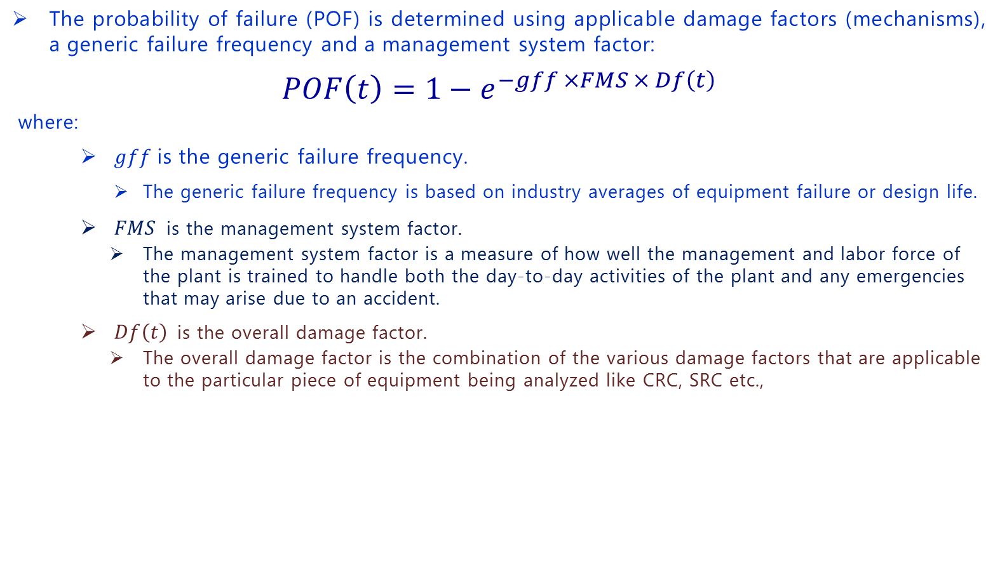 ➢ The probability of failure (POF) is determined using applicable damage factors (mechanisms),
a generic failure frequency and a management system factor:
𝑃𝑂𝐹(𝑡) = 1 − 𝑒^{−𝑔𝑓𝑓 ×𝐹𝑀𝑆× 𝐷𝑓(𝑡)}
where:
➢ 𝑔𝑓𝑓 is the generic failure frequency.
➢ The generic failure frequency is based on industry averages of equipment failure or design life.
➢ 𝐹𝑀𝑆 is the management system factor.
➢ The management system factor is a measure of how well the management and labor force of
the plant is trained to handle both the day-to-day activities of the plant and any emergencies
that may arise due to an accident.
➢ 𝐷𝑓(𝑡) is the overall damage factor.
➢ The overall damage factor is the combination of the various damage factors that are applicable
to the particular piece of equipment being analyzed like CRC, SRC etc.,